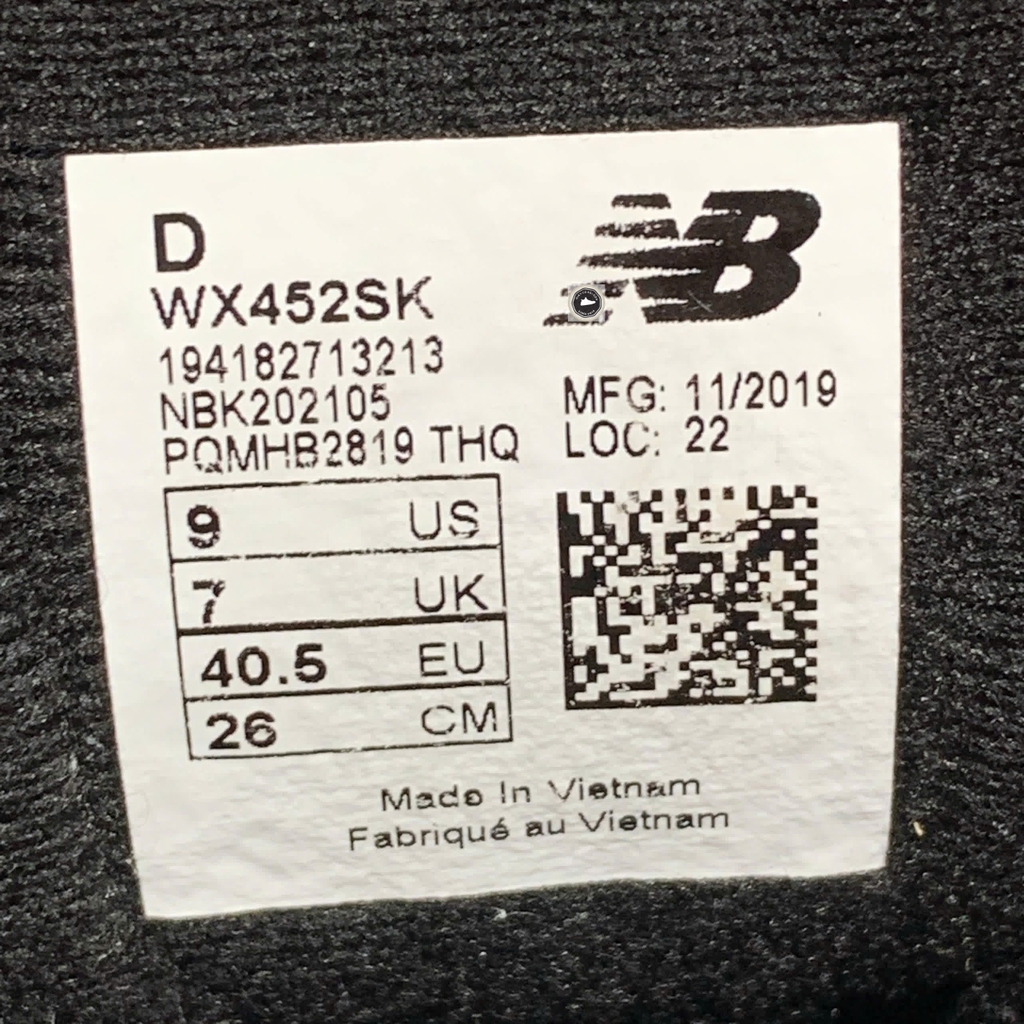 D
NB
WX452SK
194182713213
NBK202105
MFG: 11/2019
PQMHB2819 THQ
LOC: 22
9 US
7 UK
40.5 EU
26 CM
Made In Vietnam
Fabriqué au Vietnam